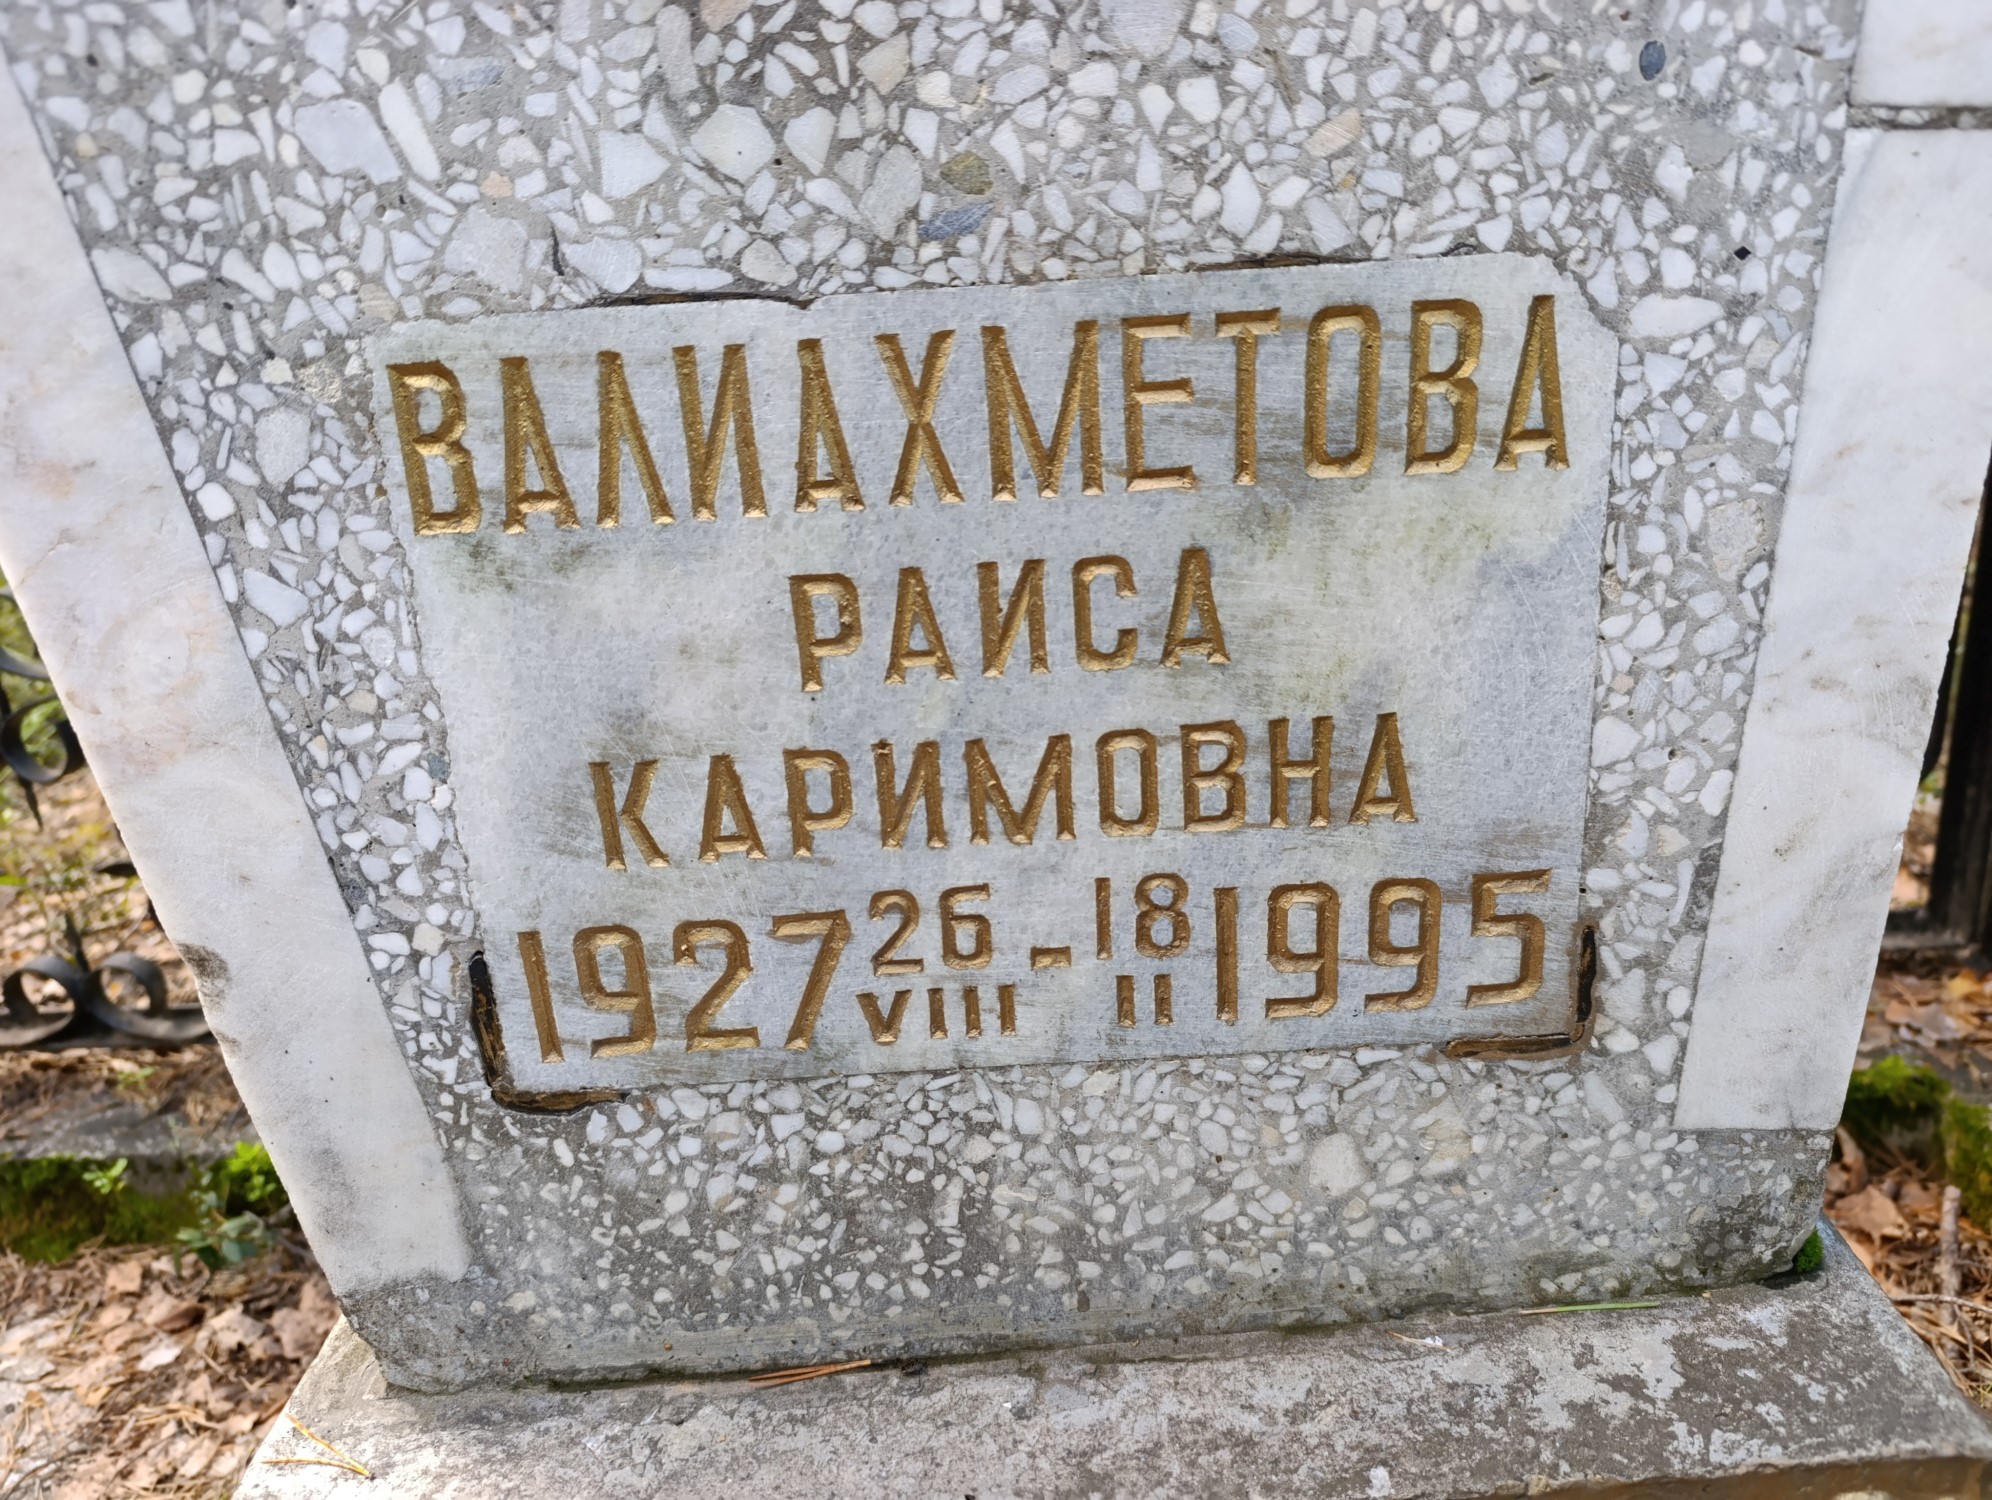 ВАЛИАХМЕТОВА
РАИСА
КАРИМОВНА
1927 26/VIII - 18/II 1995